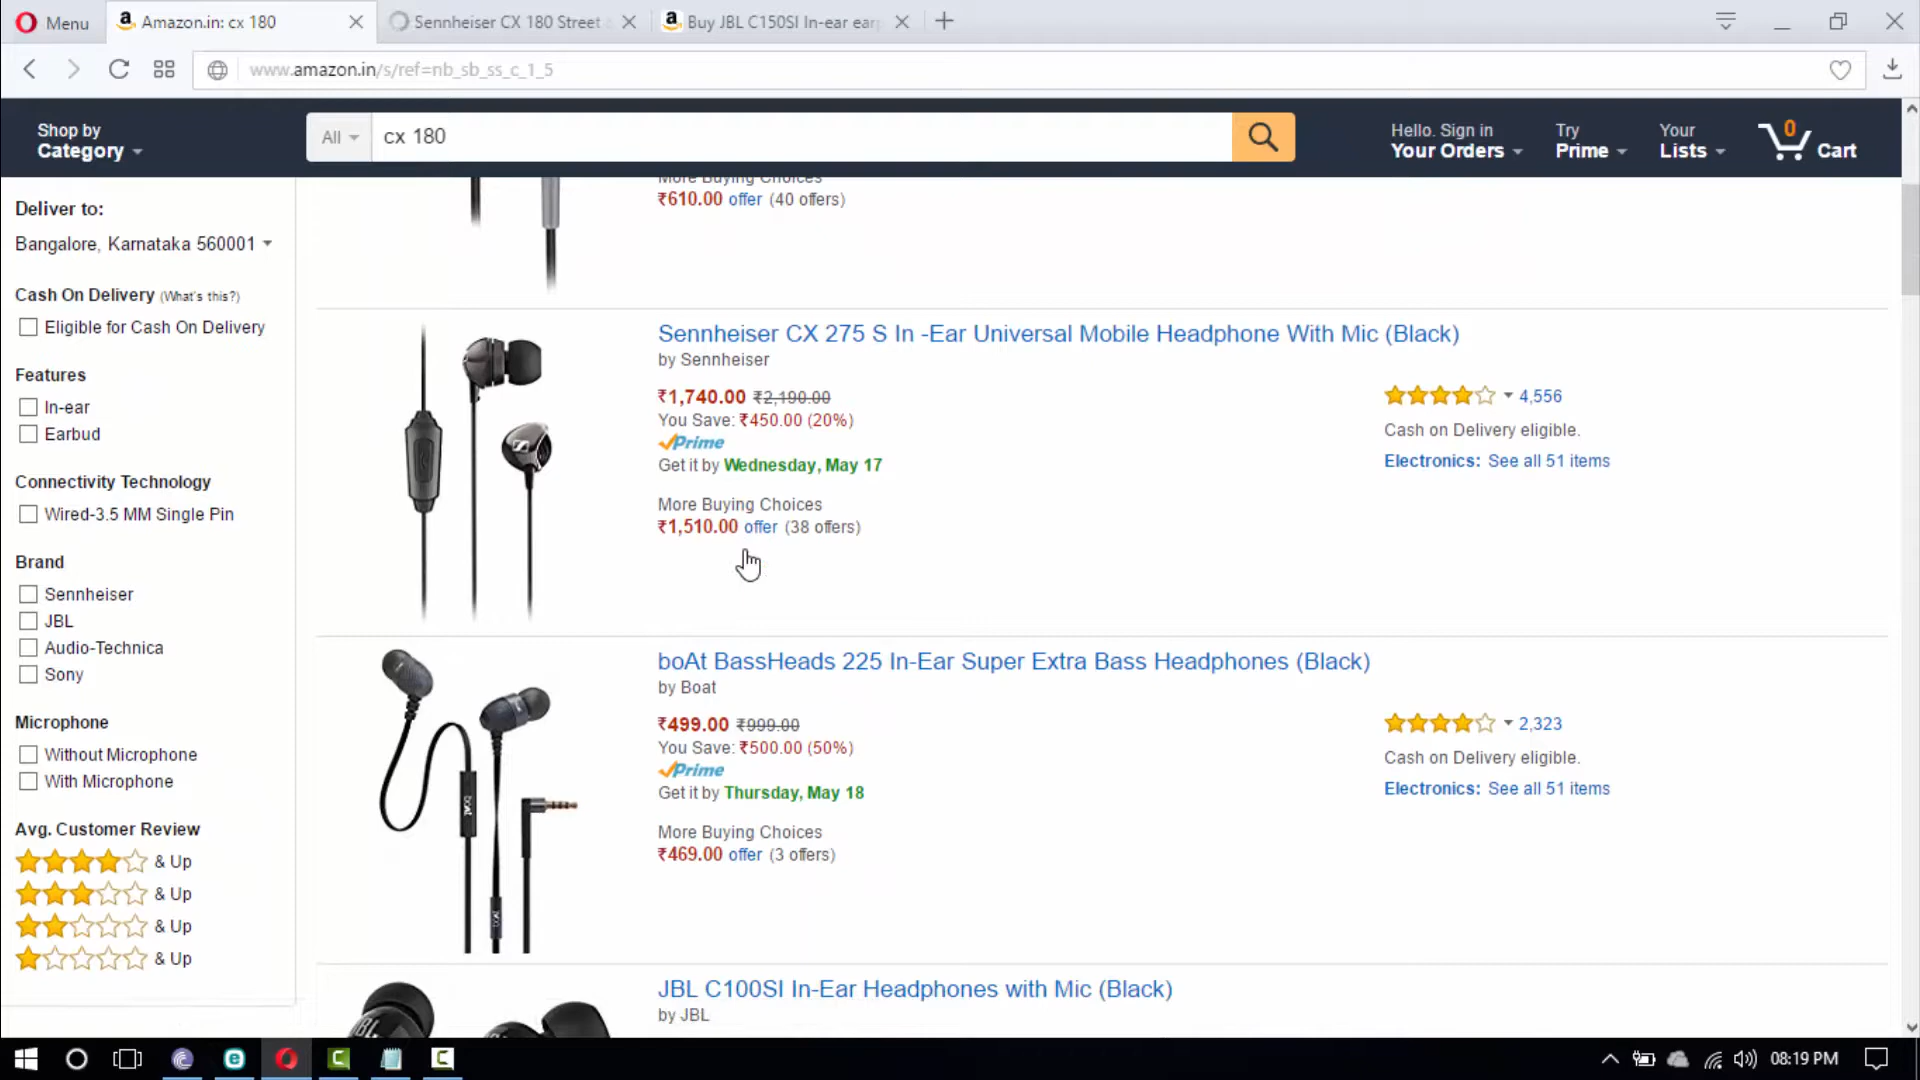 Menu
Amazon.in: cx 180
Sennheiser CX 180 Street
Buy JBL C150SI In-ear ear
www.amazon.in/s/ref=nb_sb_ss_c_1_5
Shop by
Category
All
cx 180
Hello. Sign in
Your Orders
Try
Prime
Your
Lists
0
Cart
Deliver to:
Bangalore, Karnataka 560001
Cash On Delivery (What's this?)
Eligible for Cash On Delivery
Features
In-ear
Earbud
Connectivity Technology
Wired-3.5 MM Single Pin
Brand
Sennheiser
JBL
Audio-Technica
Sony
Microphone
Without Microphone
With Microphone
Avg. Customer Review
& Up
& Up
& Up
& Up
More Buying Choices
₹610.00 offer (40 offers)
Sennheiser CX 275 S In -Ear Universal Mobile Headphone With Mic (Black)
by Sennheiser
₹1,740.00 ₹2,190.00
You Save: ₹450.00 (20%)
Prime
Get it by Wednesday, May 17
More Buying Choices
₹1,510.00 offer (38 offers)
4,556
Cash on Delivery eligible.
Electronics: See all 51 items
boAt BassHeads 225 In-Ear Super Extra Bass Headphones (Black)
by Boat
₹499.00 ₹999.00
You Save: ₹500.00 (50%)
Prime
Get it by Thursday, May 18
More Buying Choices
₹469.00 offer (3 offers)
2,323
Cash on Delivery eligible.
Electronics: See all 51 items
boAt
JBL C100SI In-Ear Headphones with Mic (Black)
by JBL
JBL
08:19 PM